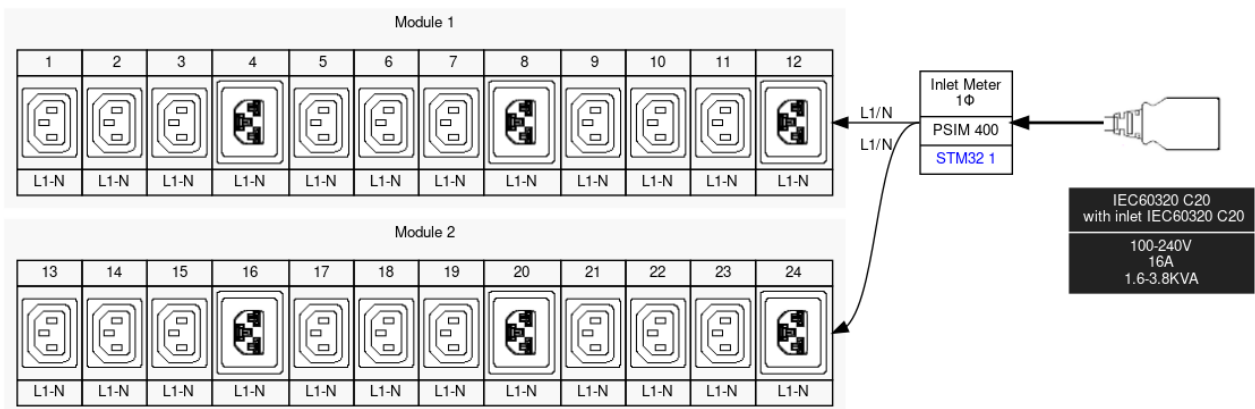 Module 1
1 2 3 4 5 6 7 8 9 10 11 12
L1-N L1-N L1-N L1-N L1-N L1-N L1-N L1-N L1-N L1-N L1-N L1-N
Module 2
13 14 15 16 17 18 19 20 21 22 23 24
L1-N L1-N L1-N L1-N L1-N L1-N L1-N L1-N L1-N L1-N L1-N L1-N
L1/N
L1/N
Inlet Meter
1Φ
PSIM 400
STM32 1
IEC60320 C20
with inlet IEC60320 C20
100-240V
16A
1.6-3.8KVA